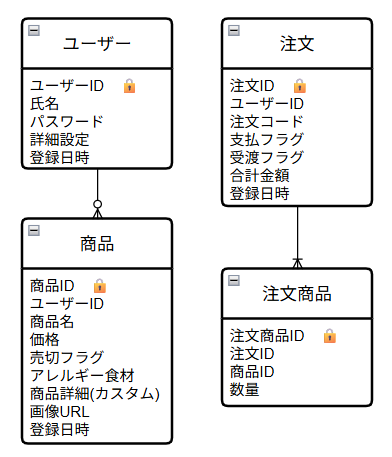 ユーザー
ユーザーID
氏名
パスワード
詳細設定
登録日時
商品
商品ID
ユーザーID
商品名
価格
売切フラグ
アレルギー食材
商品詳細(カスタム)
画像URL
登録日時
注文
注文ID
ユーザーID
注文コード
支払フラグ
受渡フラグ
合計金額
登録日時
注文商品
注文商品ID
注文ID
商品ID
数量